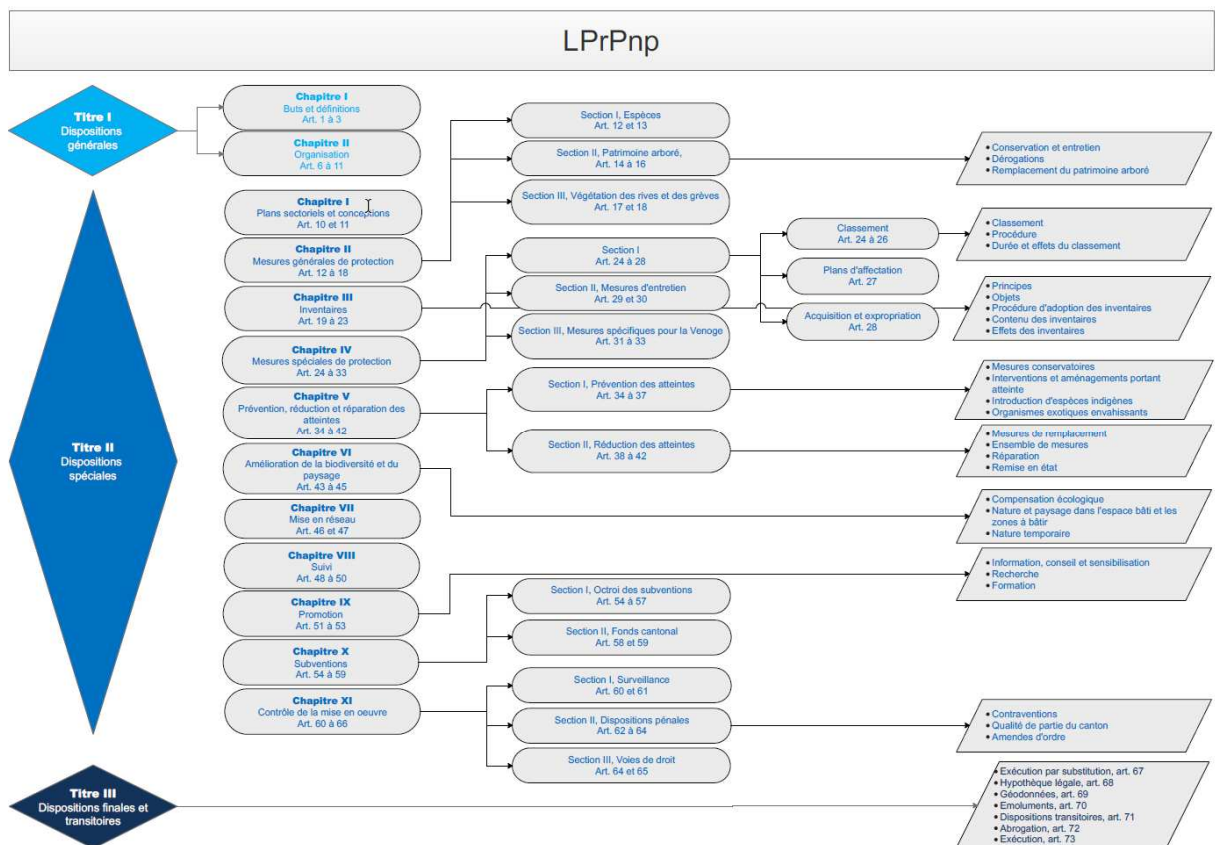 LPrPnp
Titre I
Dispositions
générales
Chapitre I
Buts et définitions
Art. 1 à 3
Chapitre II
Organisation
Art. 6 à 11
Titre II
Dispositions
spéciales
Chapitre I
Plans sectoriels et conceptions
Art. 10 et 11
Chapitre II
Mesures générales de protection
Art. 12 à 18
Section I, Espèces
Art. 12 et 13
Section II, Patrimoine arboré,
Art. 14 à 16
• Conservation et entretien
• Dérogations
• Remplacement du patrimoine arboré
Section III, Végétation des rives et des grèves
Art. 17 et 18
Chapitre III
Inventaires
Art. 19 à 23
• Principes
• Objets
• Procédure d'adoption des inventaires
• Contenu des inventaires
• Effets des inventaires
Chapitre IV
Mesures spéciales de protection
Art. 24 à 33
Section I
Art. 24 à 28
Classement
Art. 24 à 26
• Classement
• Procédure
• Durée et effets du classement
Plans d'affectation
Art. 27
Acquisition et expropriation
Art. 28
Section II, Mesures d'entretien
Art. 29 et 30
Section III, Mesures spécifiques pour la Venoge
Art. 31 à 33
Chapitre V
Prévention, réduction et réparation des
atteintes
Art. 34 à 42
Section I, Prévention des atteintes
Art. 34 à 37
• Mesures conservatoires
• Interventions et aménagements portant
atteinte
• Introduction d'espèces indigènes
• Organismes exotiques envahissants
Section II, Réduction des atteintes
Art. 38 à 42
• Mesures de remplacement
• Ensemble de mesures
• Réparation
• Remise en état
Chapitre VI
Amélioration de la biodiversité et du
paysage
Art. 43 à 45
• Compensation écologique
• Nature et paysage dans l'espace bâti et les
zones à bâtir
• Nature temporaire
Chapitre VII
Mise en réseau
Art. 46 et 47
Chapitre VIII
Suivi
Art. 48 à 50
Chapitre IX
Promotion
Art. 51 à 53
• Information, conseil et sensibilisation
• Recherche
• Formation
Chapitre X
Subventions
Art. 54 à 59
Section I, Octroi des subventions
Art. 54 à 57
Section II, Fonds cantonal
Art. 58 et 59
Chapitre XI
Contrôle de la mise en oeuvre
Art. 60 à 66
Section I, Surveillance
Art. 60 et 61
Section II, Dispositions pénales
Art. 62 à 64
• Contraventions
• Qualité de partie du canton
• Amendes d'ordre
Section III, Voies de droit
Art. 64 et 65
Titre III
Dispositions finales et
transitoires
• Exécution par substitution, art. 67
• Hypothèque légale, art. 68
• Géodonnées, art. 69
• Emoluments, art. 70
• Dispositions transitoires, art. 71
• Abrogation, art. 72
• Exécution, art. 73